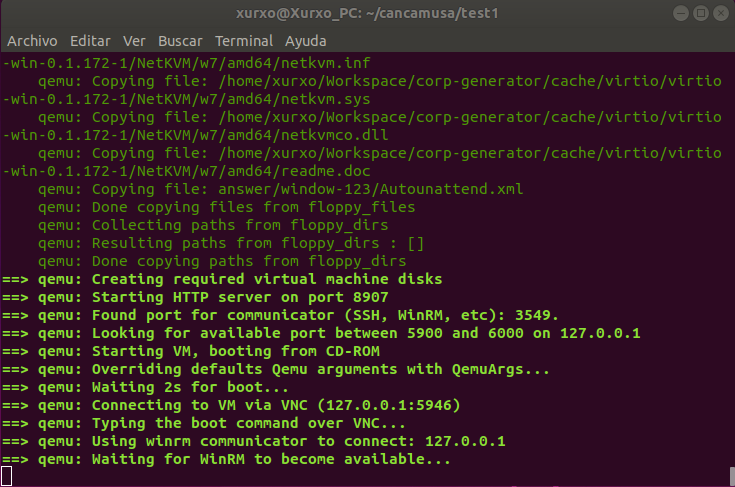 xurxo@Xurxo_PC: ~/cancamusa/test1
Archivo Editar Ver Buscar Terminal Ayuda
-win-0.1.172-1/NetKVM/w7/amd64/netkvm.inf
qemu: Copying file: /home/xurxo/Workspace/corp-generator/cache/virtio/virtio
-win-0.1.172-1/NetKVM/w7/amd64/netkvm.sys
qemu: Copying file: /home/xurxo/Workspace/corp-generator/cache/virtio/virtio
-win-0.1.172-1/NetKVM/w7/amd64/netkvmco.dll
qemu: Copying file: /home/xurxo/Workspace/corp-generator/cache/virtio/virtio
-win-0.1.172-1/NetKVM/w7/amd64/readme.doc
qemu: Copying file: answer/window-123/Autounattend.xml
qemu: Done copying files from floppy_files
qemu: Collecting paths from floppy_dirs
qemu: Resulting paths from floppy_dirs : []
qemu: Done copying paths from floppy_dirs
==> qemu: Creating required virtual machine disks
==> qemu: Starting HTTP server on port 8907
==> qemu: Found port for communicator (SSH, WinRM, etc): 3549.
==> qemu: Looking for available port between 5900 and 6000 on 127.0.0.1
==> qemu: Starting VM, booting from CD-ROM
==> qemu: Overriding defaults Qemu arguments with QemuArgs...
==> qemu: Waiting 2s for boot...
==> qemu: Connecting to VM via VNC (127.0.0.1:5946)
==> qemu: Typing the boot command over VNC...
==> qemu: Using winrm communicator to connect: 127.0.0.1
==> qemu: Waiting for WinRM to become available...